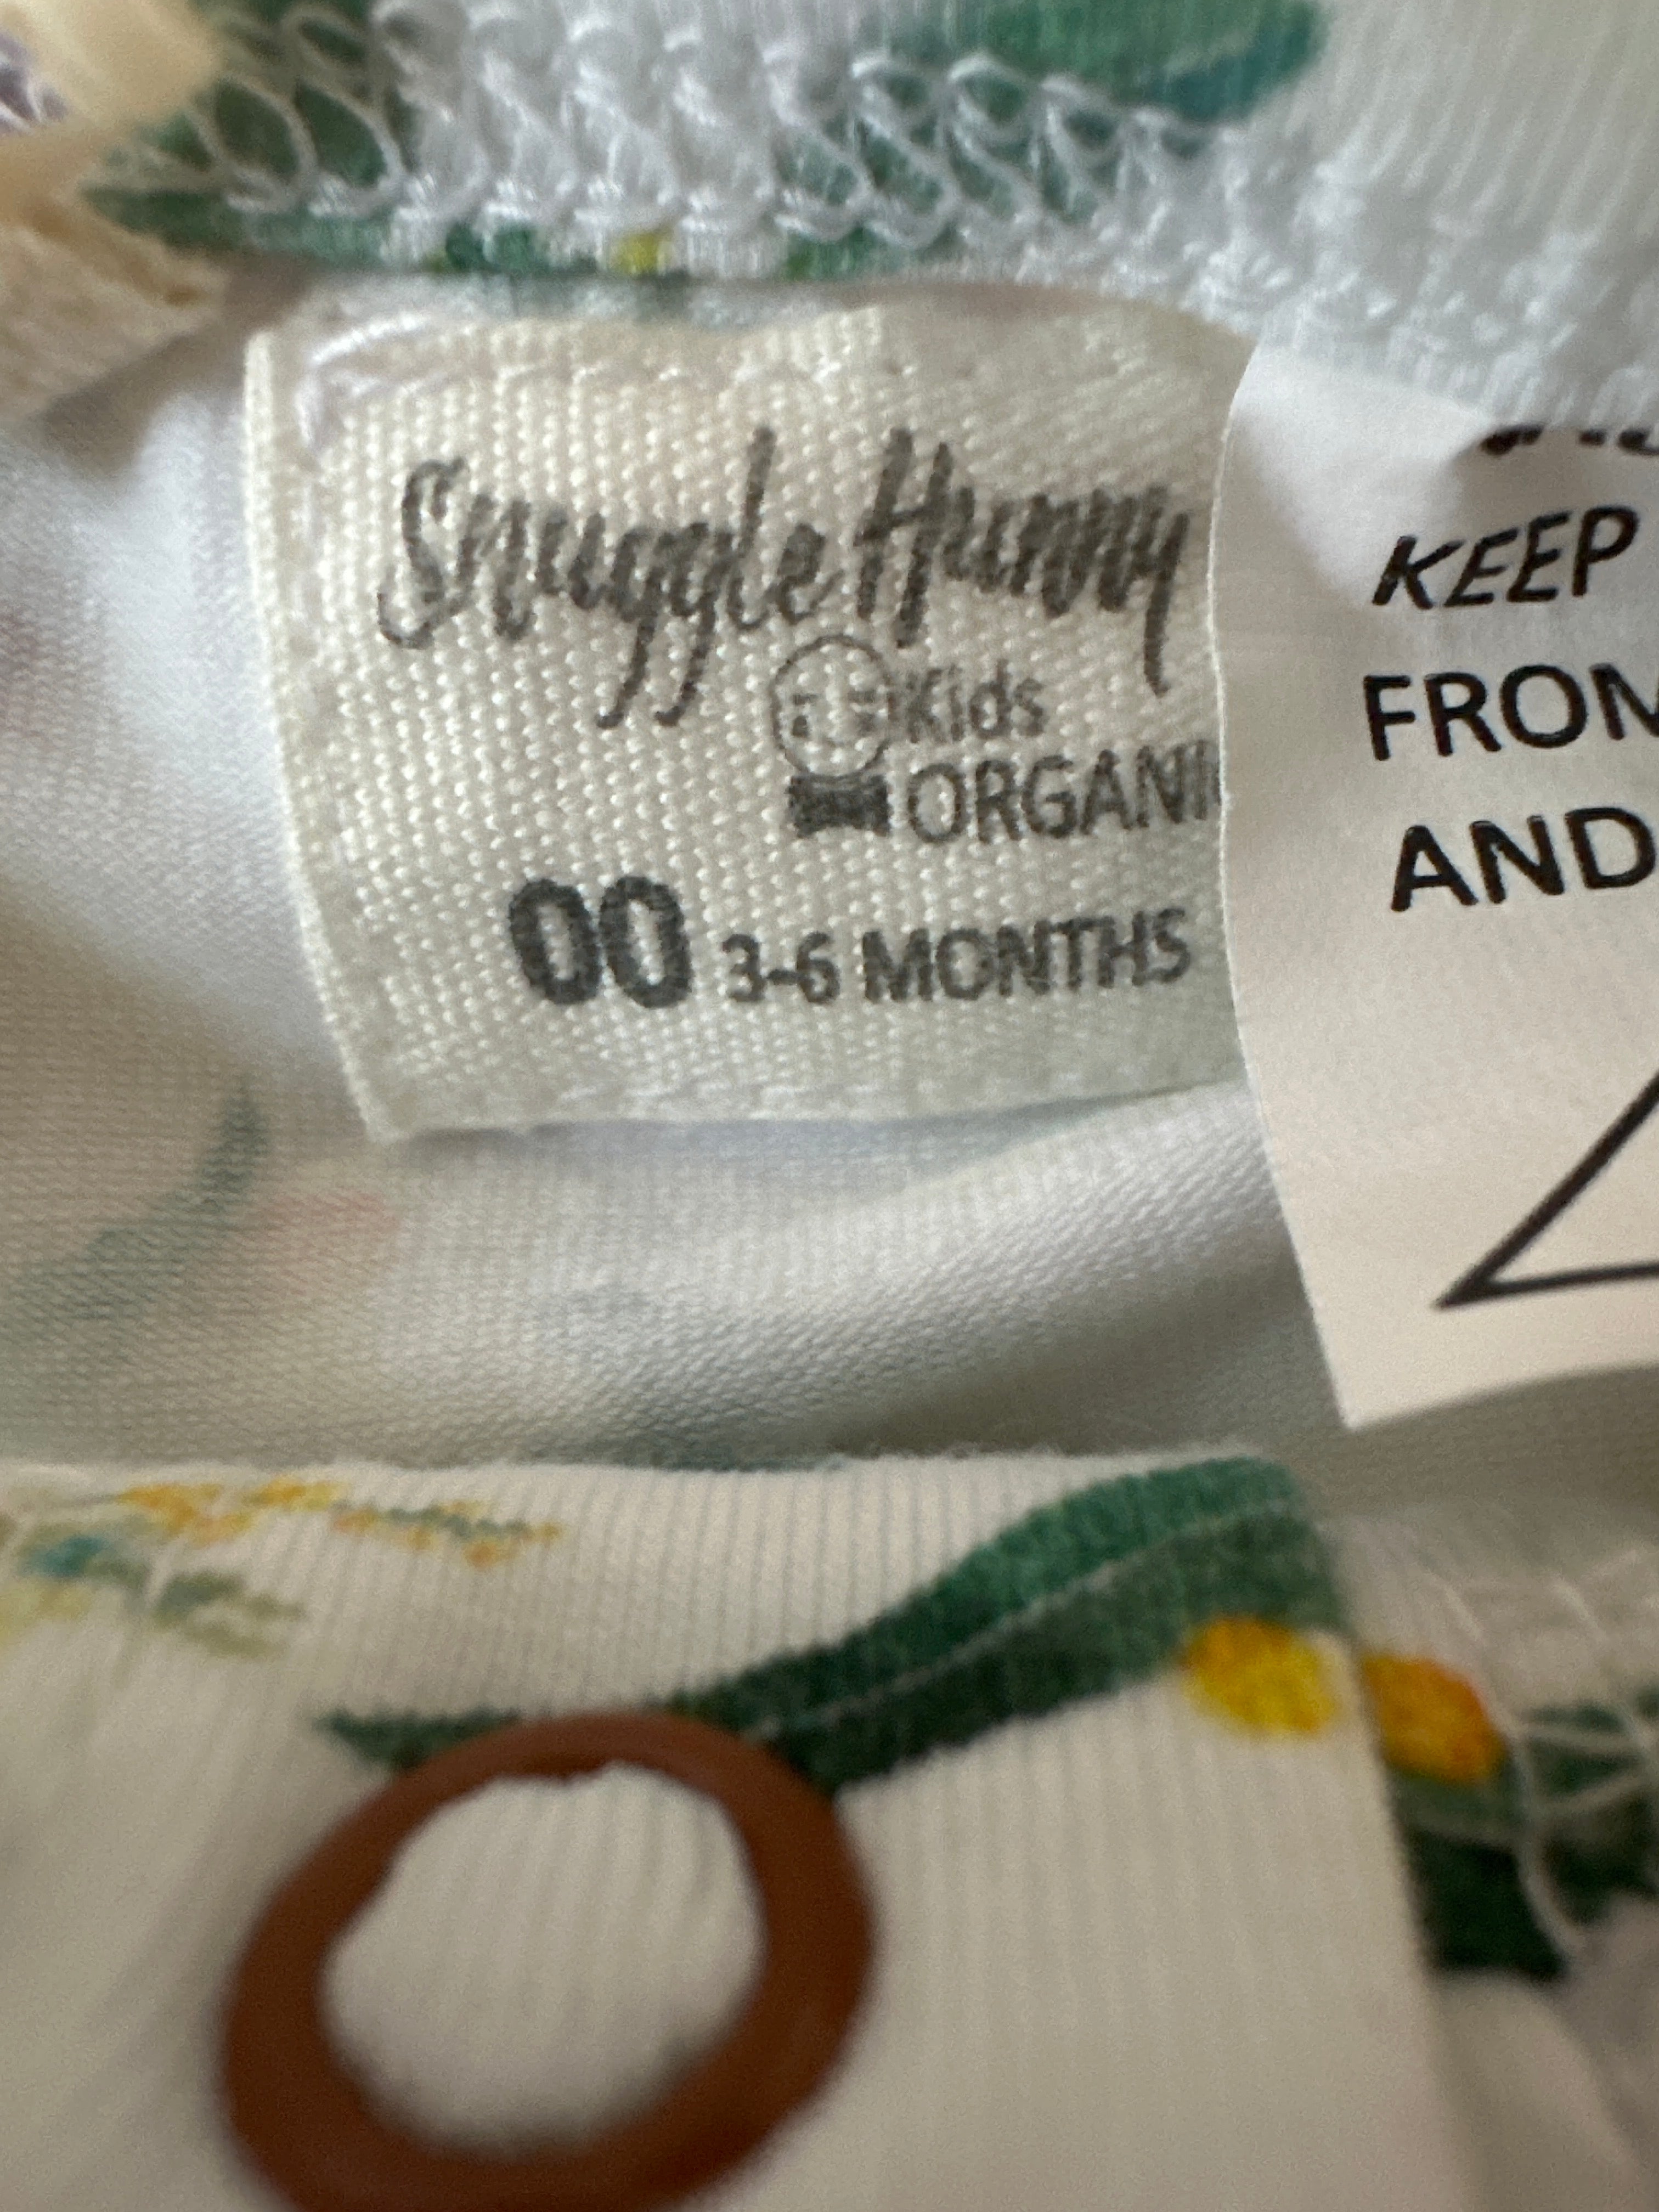 Snuggle Hunny
Kids
ORGANI
00 3-6 MONTHS
KEEP
FROM
AND